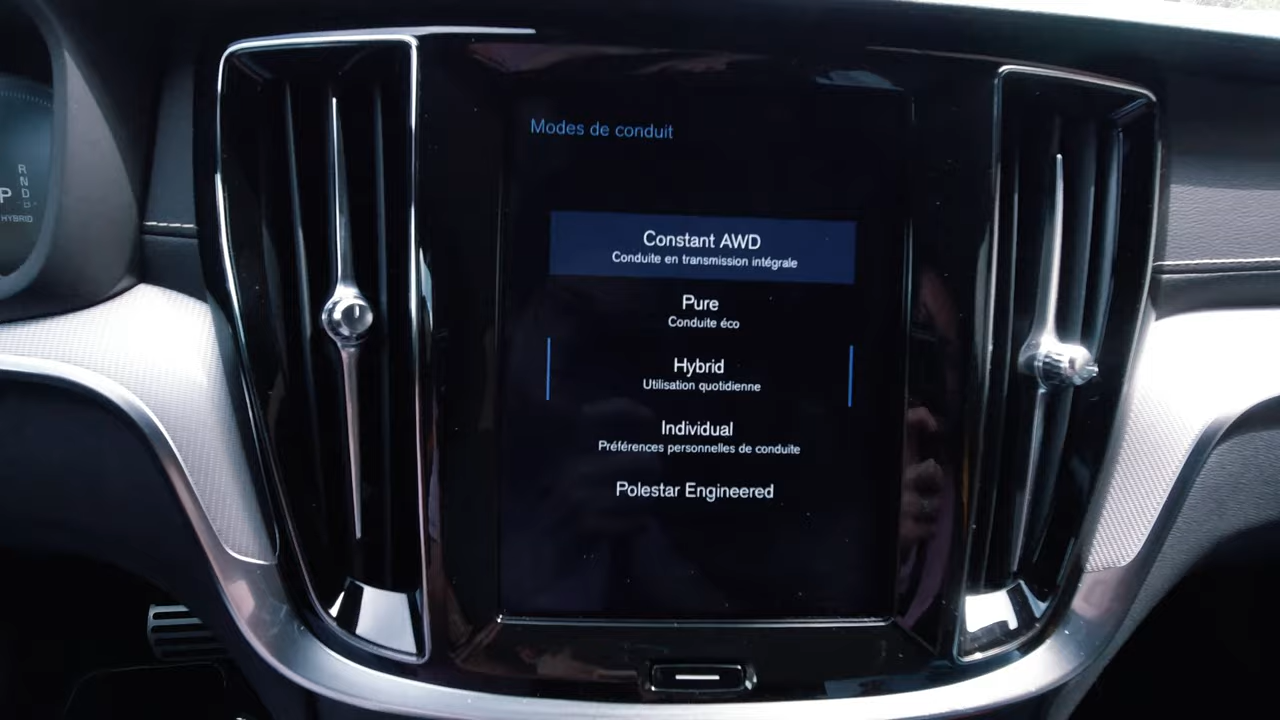 Modes de conduit
Constant AWD
Conduite en transmission intégrale
Pure
Conduite éco
Hybrid
Utilisation quotidienne
Individual
Préférences personnelles de conduite
Polestar Engineered
R
N
P D
B
HYBRID